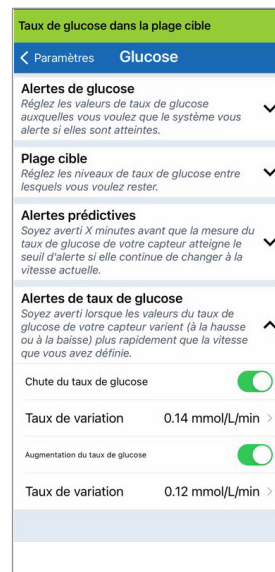 Taux de glucose dans la plage cible
Paramètres Glucose
Alertes de glucose
Réglez les valeurs de taux de glucose
auxquelles vous voulez que le système vous
alerte si elles sont atteintes.
Plage cible
Réglez les niveaux de taux de glucose entre
lesquels vous voulez rester.
Alertes prédictives
Soyez averti X minutes avant que la mesure du
taux de glucose de votre capteur atteigne le
seuil d'alerte si elle continue de changer à la
vitesse actuelle.
Alertes de taux de glucose
Soyez averti lorsque les valeurs du taux de
glucose de votre capteur varient (à la hausse
ou à la baisse) plus rapidement que la vitesse
que vous avez définie.
Chute du taux de glucose
Taux de variation 0.14 mmol/L/min
Augmentation du taux de glucose
Taux de variation 0.12 mmol/L/min